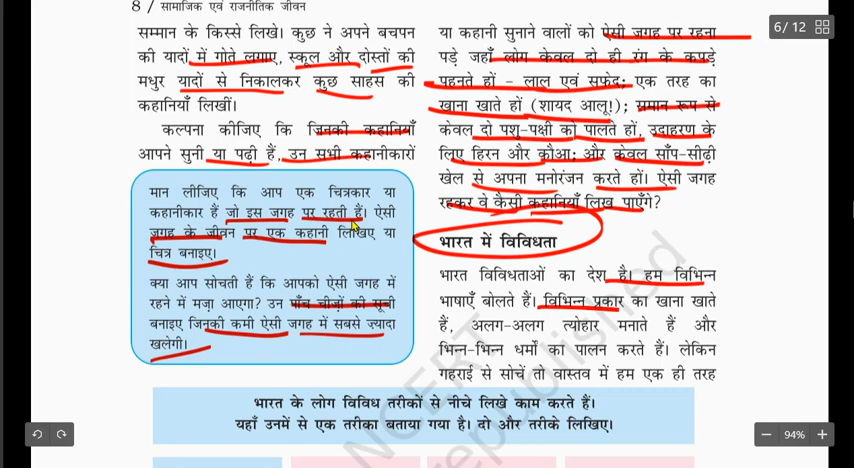 8 / सामाजिक एवं राजनीतिक जीवन
6 / 12
सम्मान के किस्से लिखे। कुछ ने अपने बचपन
की यादों में गोते लगाए, स्कूल और दोस्तों की
मधुर यादों से निकालकर कुछ साहस की
कहानियाँ लिखीं।
कल्पना कीजिए कि जिनकी कहानियाँ
आपने सुनी या पढ़ी हैं, उन सभी कहानीकारों
मान लीजिए कि आप एक चित्रकार या
कहानीकार हैं जो इस जगह पर रहती हैं। ऐसी
जगह के जीवन पर एक कहानी लिखिए या
चित्र बनाइए।
क्या आप सोचती हैं कि आपको ऐसी जगह में
रहने में मज़ा आएगा? उन पाँच चीज़ों की सूची
बनाइए जिनकी कमी ऐसी जगह में सबसे ज्यादा
खलेगी।
या कहानी सुनाने वालों को ऐसी जगह पर रहना
पड़े जहाँ लोग केवल दो ही रंग के कपड़े
पहनते हों – लाल एवं सफ़ेद; एक तरह का
खाना खाते हों (शायद आलू!); समान रूप से
केवल दो पशु-पक्षी को पालते हों, उदाहरण के
लिए हिरन और कौआ; और केवल साँप-सीढ़ी
खेल से अपना मनोरंजन करते हों। ऐसी जगह
रहकर वे कैसी कहानियाँ लिख पाएँगे?
भारत में विविधता
भारत विविधताओं का देश है। हम विभिन्न
भाषाएँ बोलते हैं। विभिन्न प्रकार का खाना खाते
हैं, अलग-अलग त्योहार मनाते हैं और
भिन्न-भिन्न धर्मों का पालन करते हैं। लेकिन
गहराई से सोचें तो वास्तव में हम एक ही तरह
भारत के लोग विविध तरीकों से नीचे लिखे काम करते हैं।
यहाँ उनमें से एक तरीका बताया गया है। दो और तरीके लिखिए।
NCERT
republished
94%